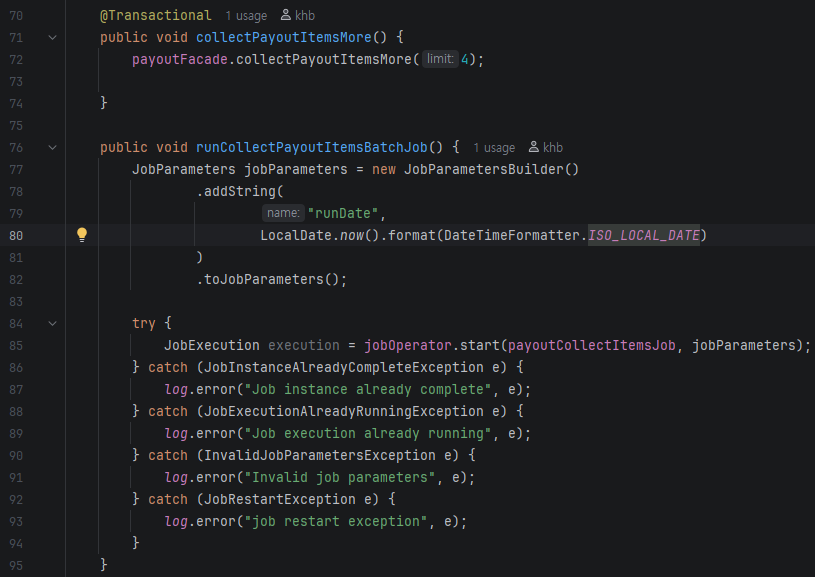 70 @Transactional 1 usage khb
71 public void collectPayoutItemsMore() {
72 payoutFacade.collectPayoutItemsMore( limit: 4);
73
74 }
75
76 public void runCollectPayoutItemsBatchJob() { 1 usage khb
77 JobParameters jobParameters = new JobParametersBuilder()
78 .addString(
79 name: "runDate",
80 LocalDate.now().format(DateTimeFormatter.ISO_LOCAL_DATE)
81 )
82 .toJobParameters();
83
84 try {
85 JobExecution execution = jobOperator.start(payoutCollectItemsJob, jobParameters);
86 } catch (JobInstanceAlreadyCompleteException e) {
87 log.error("Job instance already complete", e);
88 } catch (JobExecutionAlreadyRunningException e) {
89 log.error("Job execution already running", e);
90 } catch (InvalidJobParametersException e) {
91 log.error("Invalid job parameters", e);
92 } catch (JobRestartException e) {
93 log.error("job restart exception", e);
94 }
95 }